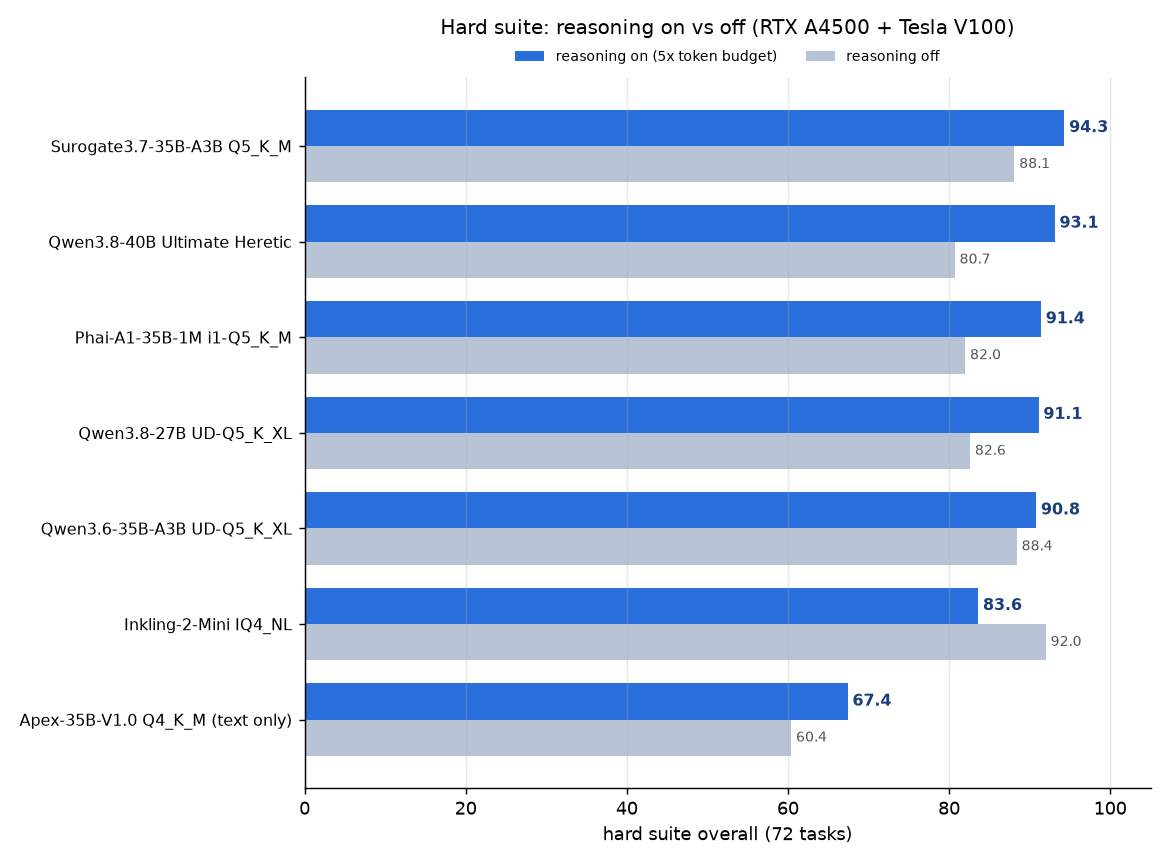 Hard suite: reasoning on vs off (RTX A4500 + Tesla V100)
reasoning on (5x token budget) reasoning off
Surogate3.7-35B-A3B Q5_K_M 94.3
88.1
Qwen3.8-40B Ultimate Heretic 93.1
80.7
Phai-A1-35B-1M i1-Q5_K_M 91.4
82.0
Qwen3.8-27B UD-Q5_K_XL 91.1
82.6
Qwen3.6-35B-A3B UD-Q5_K_XL 90.8
88.4
Inkling-2-Mini IQ4_NL 83.6
92.0
Apex-35B-V1.0 Q4_K_M (text only) 67.4
60.4
0 20 40 60 80 100
hard suite overall (72 tasks)